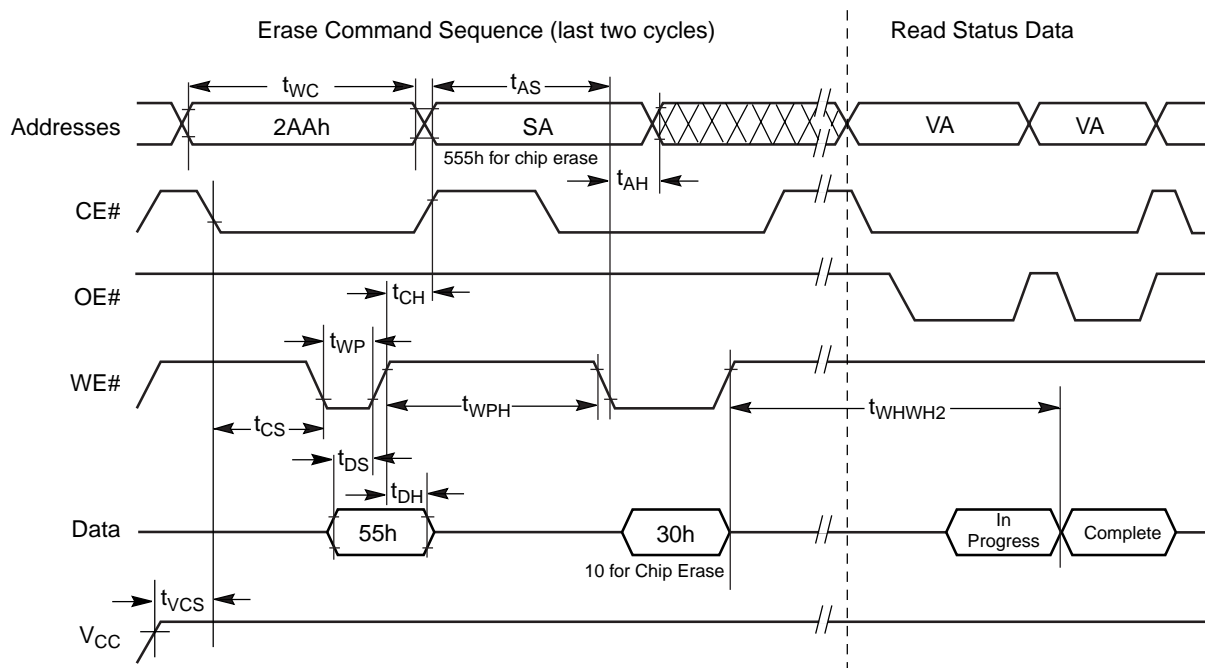 Erase Command Sequence (last two cycles)
Read Status Data
tWC
tAS
Addresses
2AAh
SA
VA
VA
555h for chip erase
tAH
CE#
OE#
tCH
tWP
WE#
tWPH
tWHWH2
tCS
tDS
tDH
Data
55h
30h
In
Progress
Complete
10 for Chip Erase
tVCS
VCC